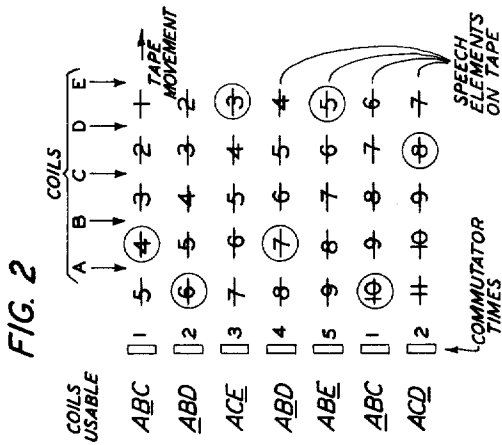 FIG. 2
COILS
COILS USABLE
A B C D E
ABC 1 5 4 3 2 1
TAPE MOVEMENT
ABD 2 6 5 4 3 2
ACE 3 7 6 5 4 3
ABD 4 8 7 6 5 4
ABE 5 9 8 7 6 5
ABC 1 10 9 8 7 6
ACD 2 11 10 9 8 7
COMMUTATOR
TIMES
SPEECH
ELEMENTS
ON TAPE